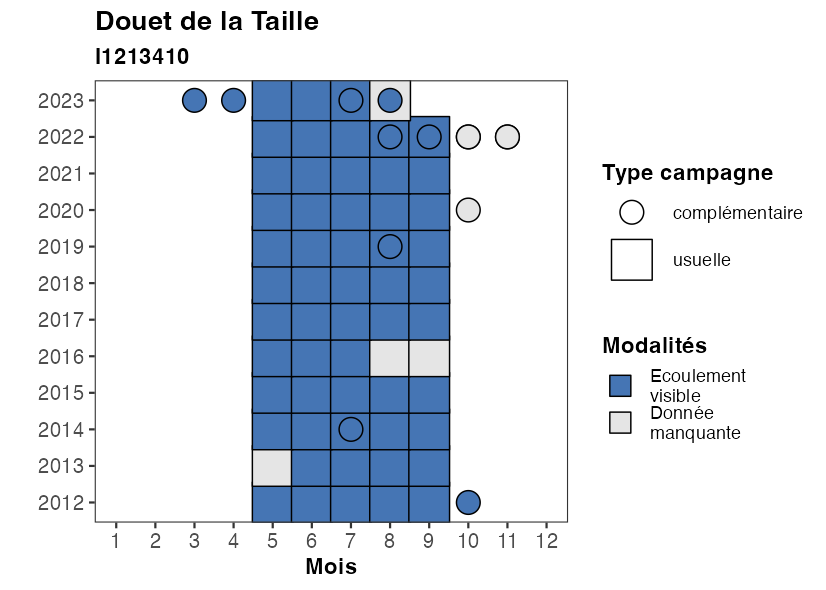 Douet de la Taille
I1213410
2023
2022
2021
2020
2019
2018
2017
2016
2015
2014
2013
2012
1 2 3 4 5 6 7 8 9 10 11 12
Mois
Type campagne
complémentaire
usuelle
Modalités
Ecoulement
visible
Donnée
manquante